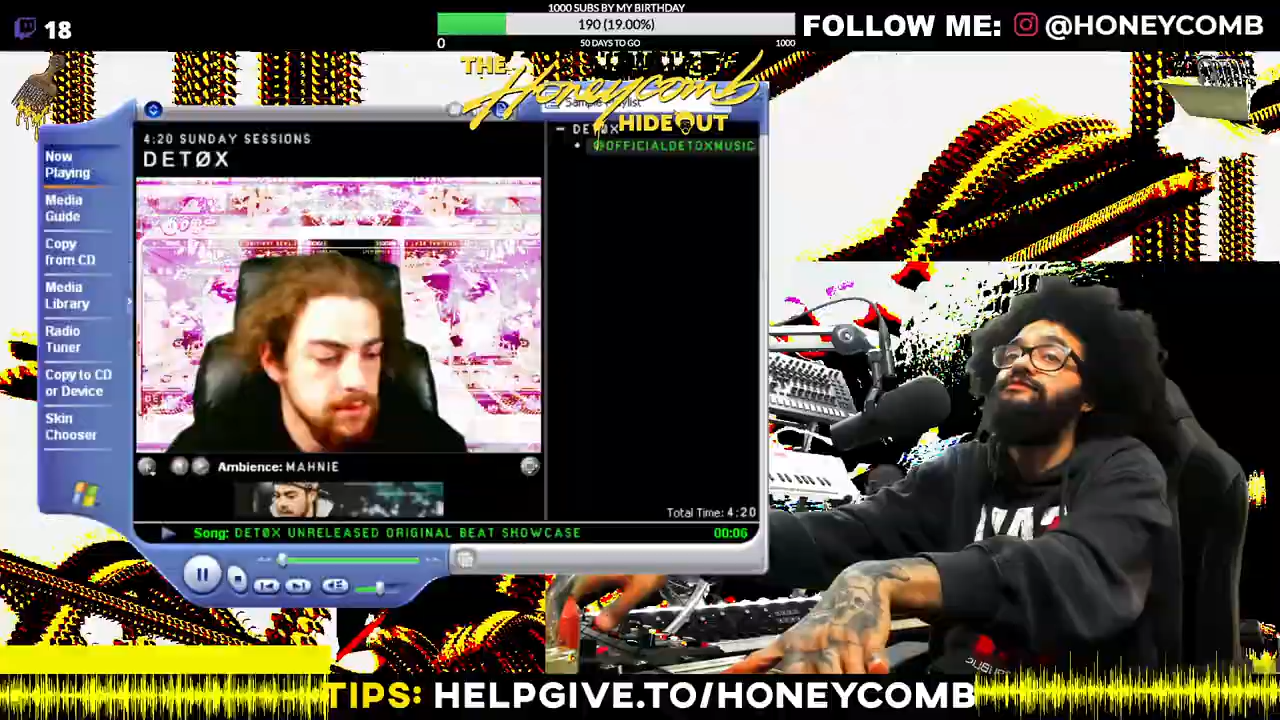 18
1000 SUBS BY MY BIRTHDAY
190 (19.00%)
0
50 DAYS TO GO
1000
FOLLOW ME: @HONEYCOMB
THE
Honeycomb
HIDEOUT
Sample Playlist
4:20 SUNDAY SESSIONS
DETØX
DETØX
@OFFICIALDETOXMUSIC
Now
Playing
Media
Guide
Copy
from CD
Media
Library
Radio
Tuner
Copy to CD
or Device
Skin
Chooser
Ambience: MAHNIE
Total Time: 4:20
Song: DETØX UNRELEASED ORIGINAL BEAT SHOWCASE
00:06
TIPS: HELPGIVE.TO/HONEYCOMB